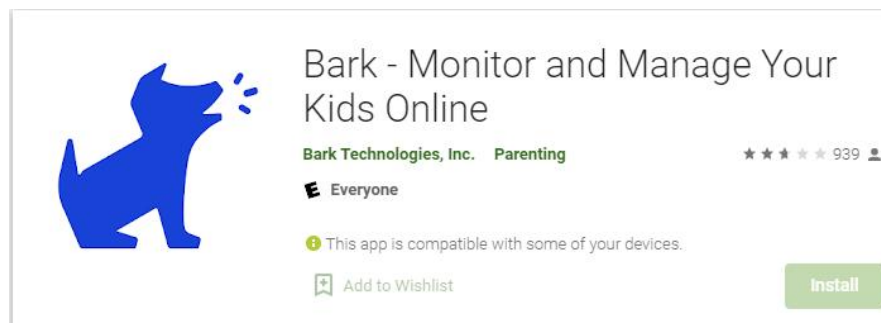 Bark - Monitor and Manage Your
Kids Online
Bark Technologies, Inc. Parenting 939
E Everyone
This app is compatible with some of your devices.
Add to Wishlist
Install